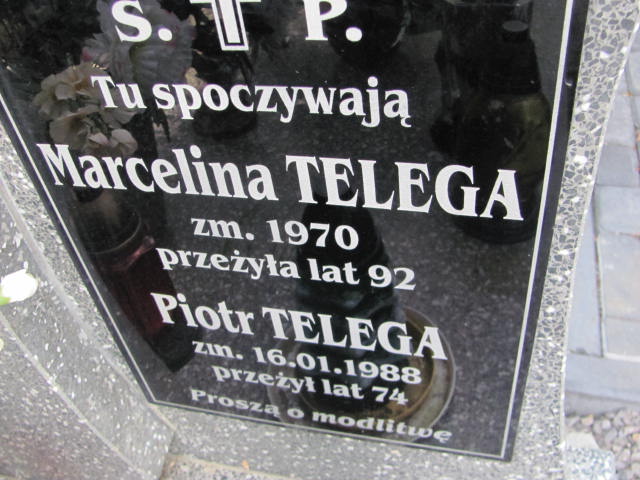 Ś. P.
Tu spoczywają
Marcelina TELEGA
zm. 1970
przeżyła lat 92
Piotr TELEGA
zm. 16.01.1988
przeżył lat 74
Proszą o modlitwę